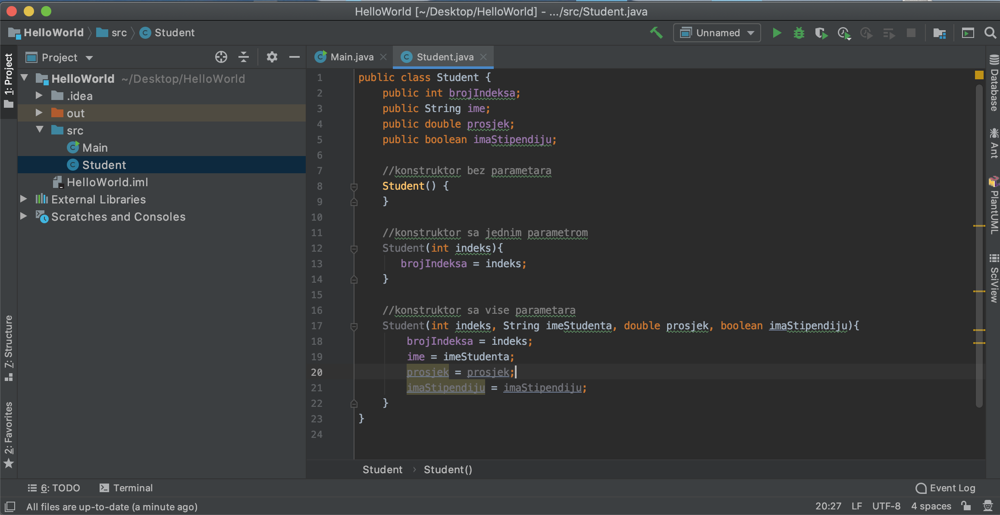 HelloWorld [~/Desktop/HelloWorld] - .../src/Student.java
HelloWorld src Student
Unnamed
1: Project
Project
Main.java
Student.java
HelloWorld ~/Desktop/HelloWorld
.idea
out
src
Main
Student
HelloWorld.iml
External Libraries
Scratches and Consoles
7: Structure
2: Favorites
1 public class Student {
2 public int brojIndeksa;
3 public String ime;
4 public double prosjek;
5 public boolean imaStipendiju;
6
7 //konstruktor bez parametara
8 Student() {
9 }
10
11 //konstruktor sa jednim parametrom
12 Student(int indeks){
13 brojIndeksa = indeks;
14 }
15
16 //konstruktor sa vise parametara
17 Student(int indeks, String imeStudenta, double prosjek, boolean imaStipendiju){
18 brojIndeksa = indeks;
19 ime = imeStudenta;
20 prosjek = prosjek;
21 imaStipendiju = imaStipendiju;
22 }
23 }
24
Student › Student()
Database
Ant
PlantUML
SciView
6: TODO
Terminal
Event Log
All files are up-to-date (a minute ago)
20:27 LF UTF-8 4 spaces